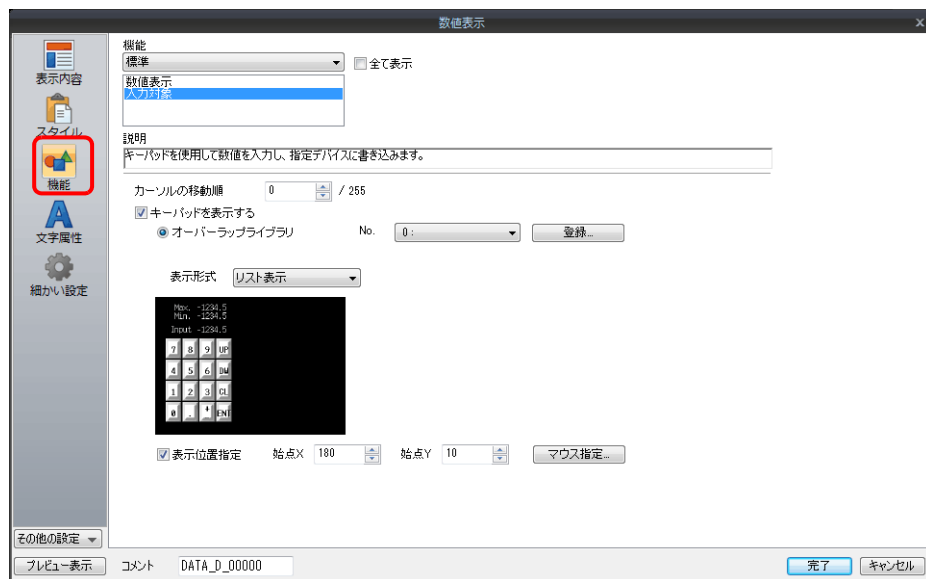 数値表示
x
表示内容
スタイル
機能
文字属性
細かい設定
その他の設定
機能
標準
全て表示
数値表示
入力対象
説明
キーパッドを使用して数値を入力し、指定デバイスに書き込みます。
カーソルの移動順 0 / 255
キーパッドを表示する
オーバーラップライブラリ No. 0 : 登録...
表示形式 リスト表示
Max. -1234.5
Min. -1234.5
Input -1234.5
7 8 9 UP
4 5 6 DW
1 2 3 CL
0 . +/- ENT
表示位置指定 始点X 180 始点Y 10 マウス指定...
プレビュー表示 コメント DATA_D_00000 完了 キャンセル